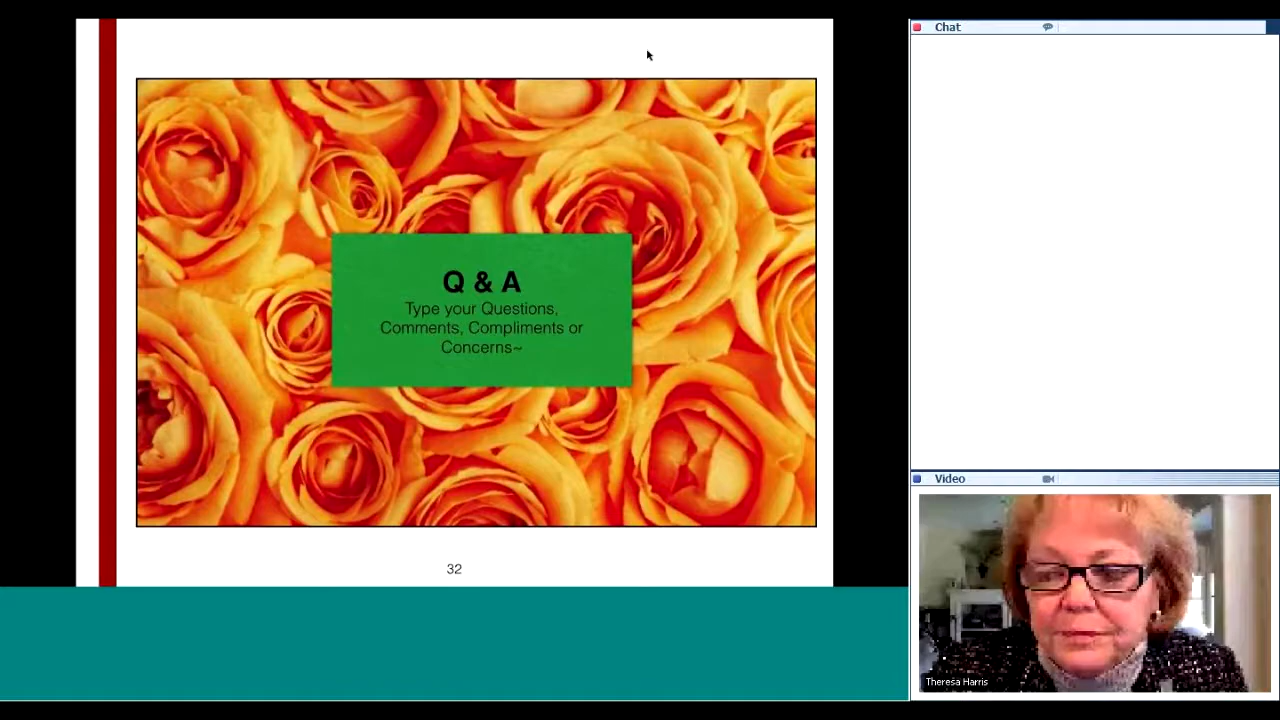 Chat
Q & A
Type your Questions,
Comments, Compliments or
Concerns~
32
Video
Theresa Harris